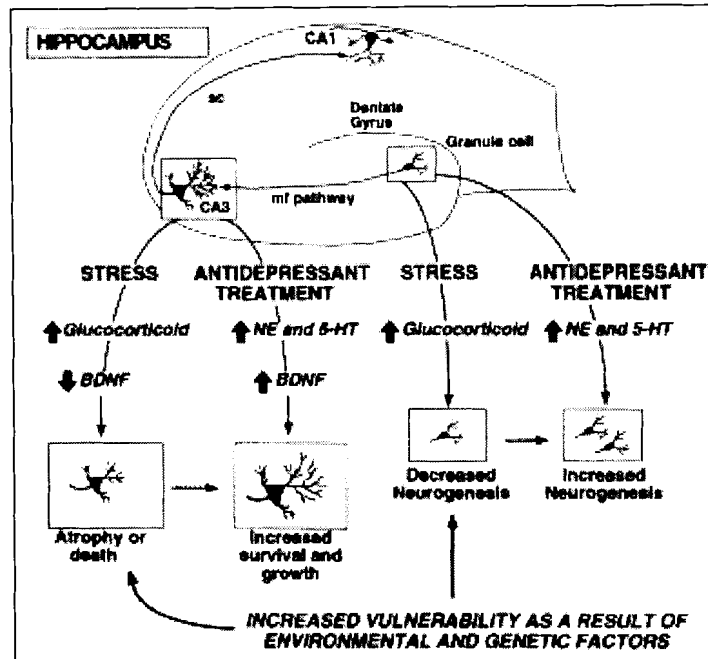 HIPPOCAMPUS
CA1
sc
Dentate
Gyrus
Granule cell
CA3
mf pathway
STRESS
ANTIDEPRESSANT
TREATMENT
STRESS
ANTIDEPRESSANT
TREATMENT
Glucocorticoid
NE and 5-HT
Glucocorticoid
NE and 5-HT
BDNF
BDNF
Decreased
Neurogenesis
Increased
Neurogenesis
Atrophy or
death
Increased
survival and
growth
INCREASED VULNERABILITY AS A RESULT OF
ENVIRONMENTAL AND GENETIC FACTORS